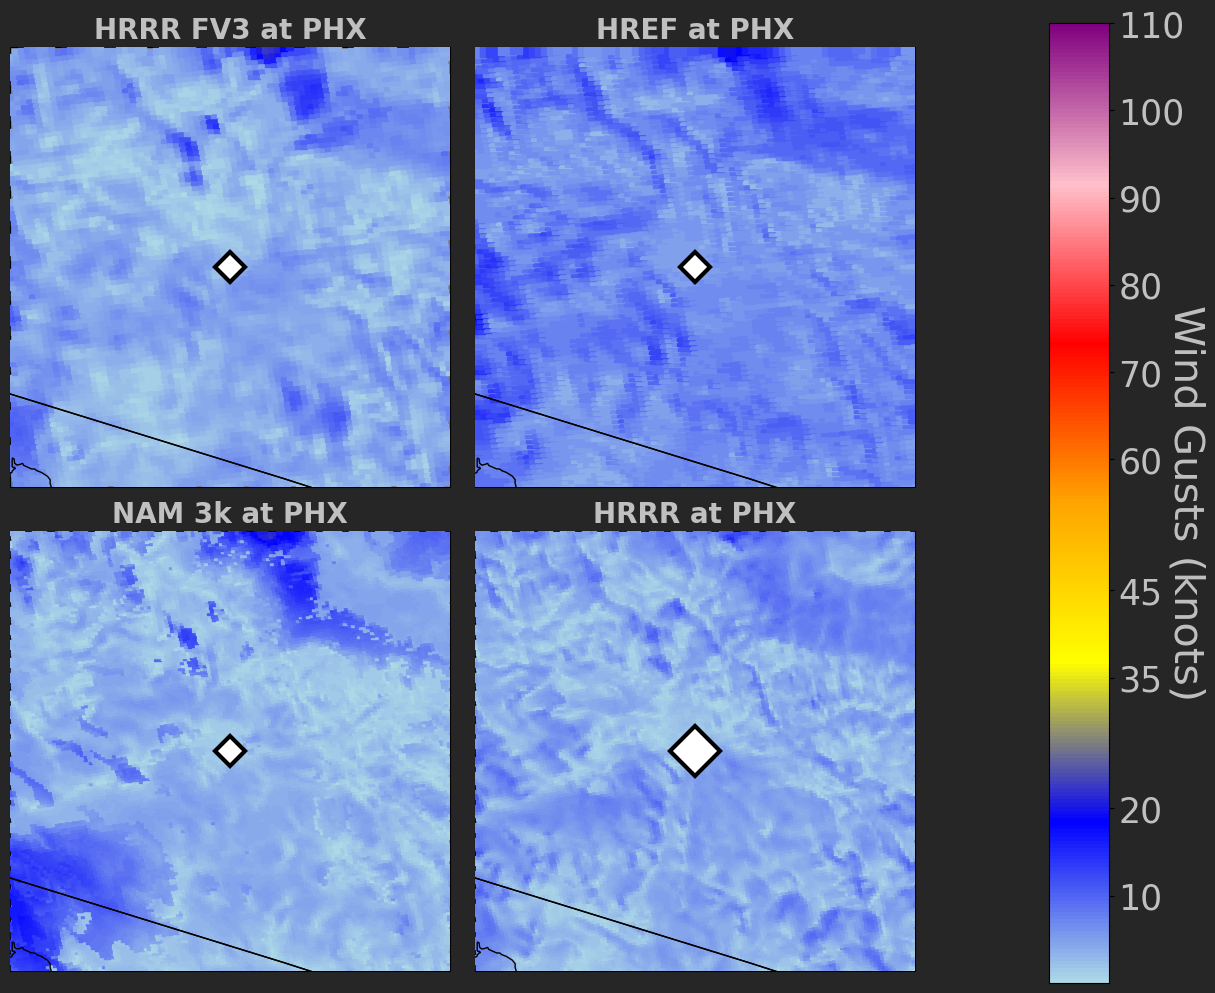 HRRR FV3 at PHX
HREF at PHX
NAM 3k at PHX
HRRR at PHX
110
100
90
80
70
60
45
35
20
10
Wind Gusts (knots)